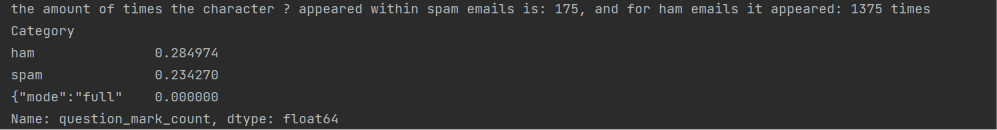 the amount of times the character ? appeared within spam emails is: 175, and for ham emails it appeared: 1375 times
Category
ham 0.284974
spam 0.234270
{"mode":"full" 0.000000
Name: question_mark_count, dtype: float64